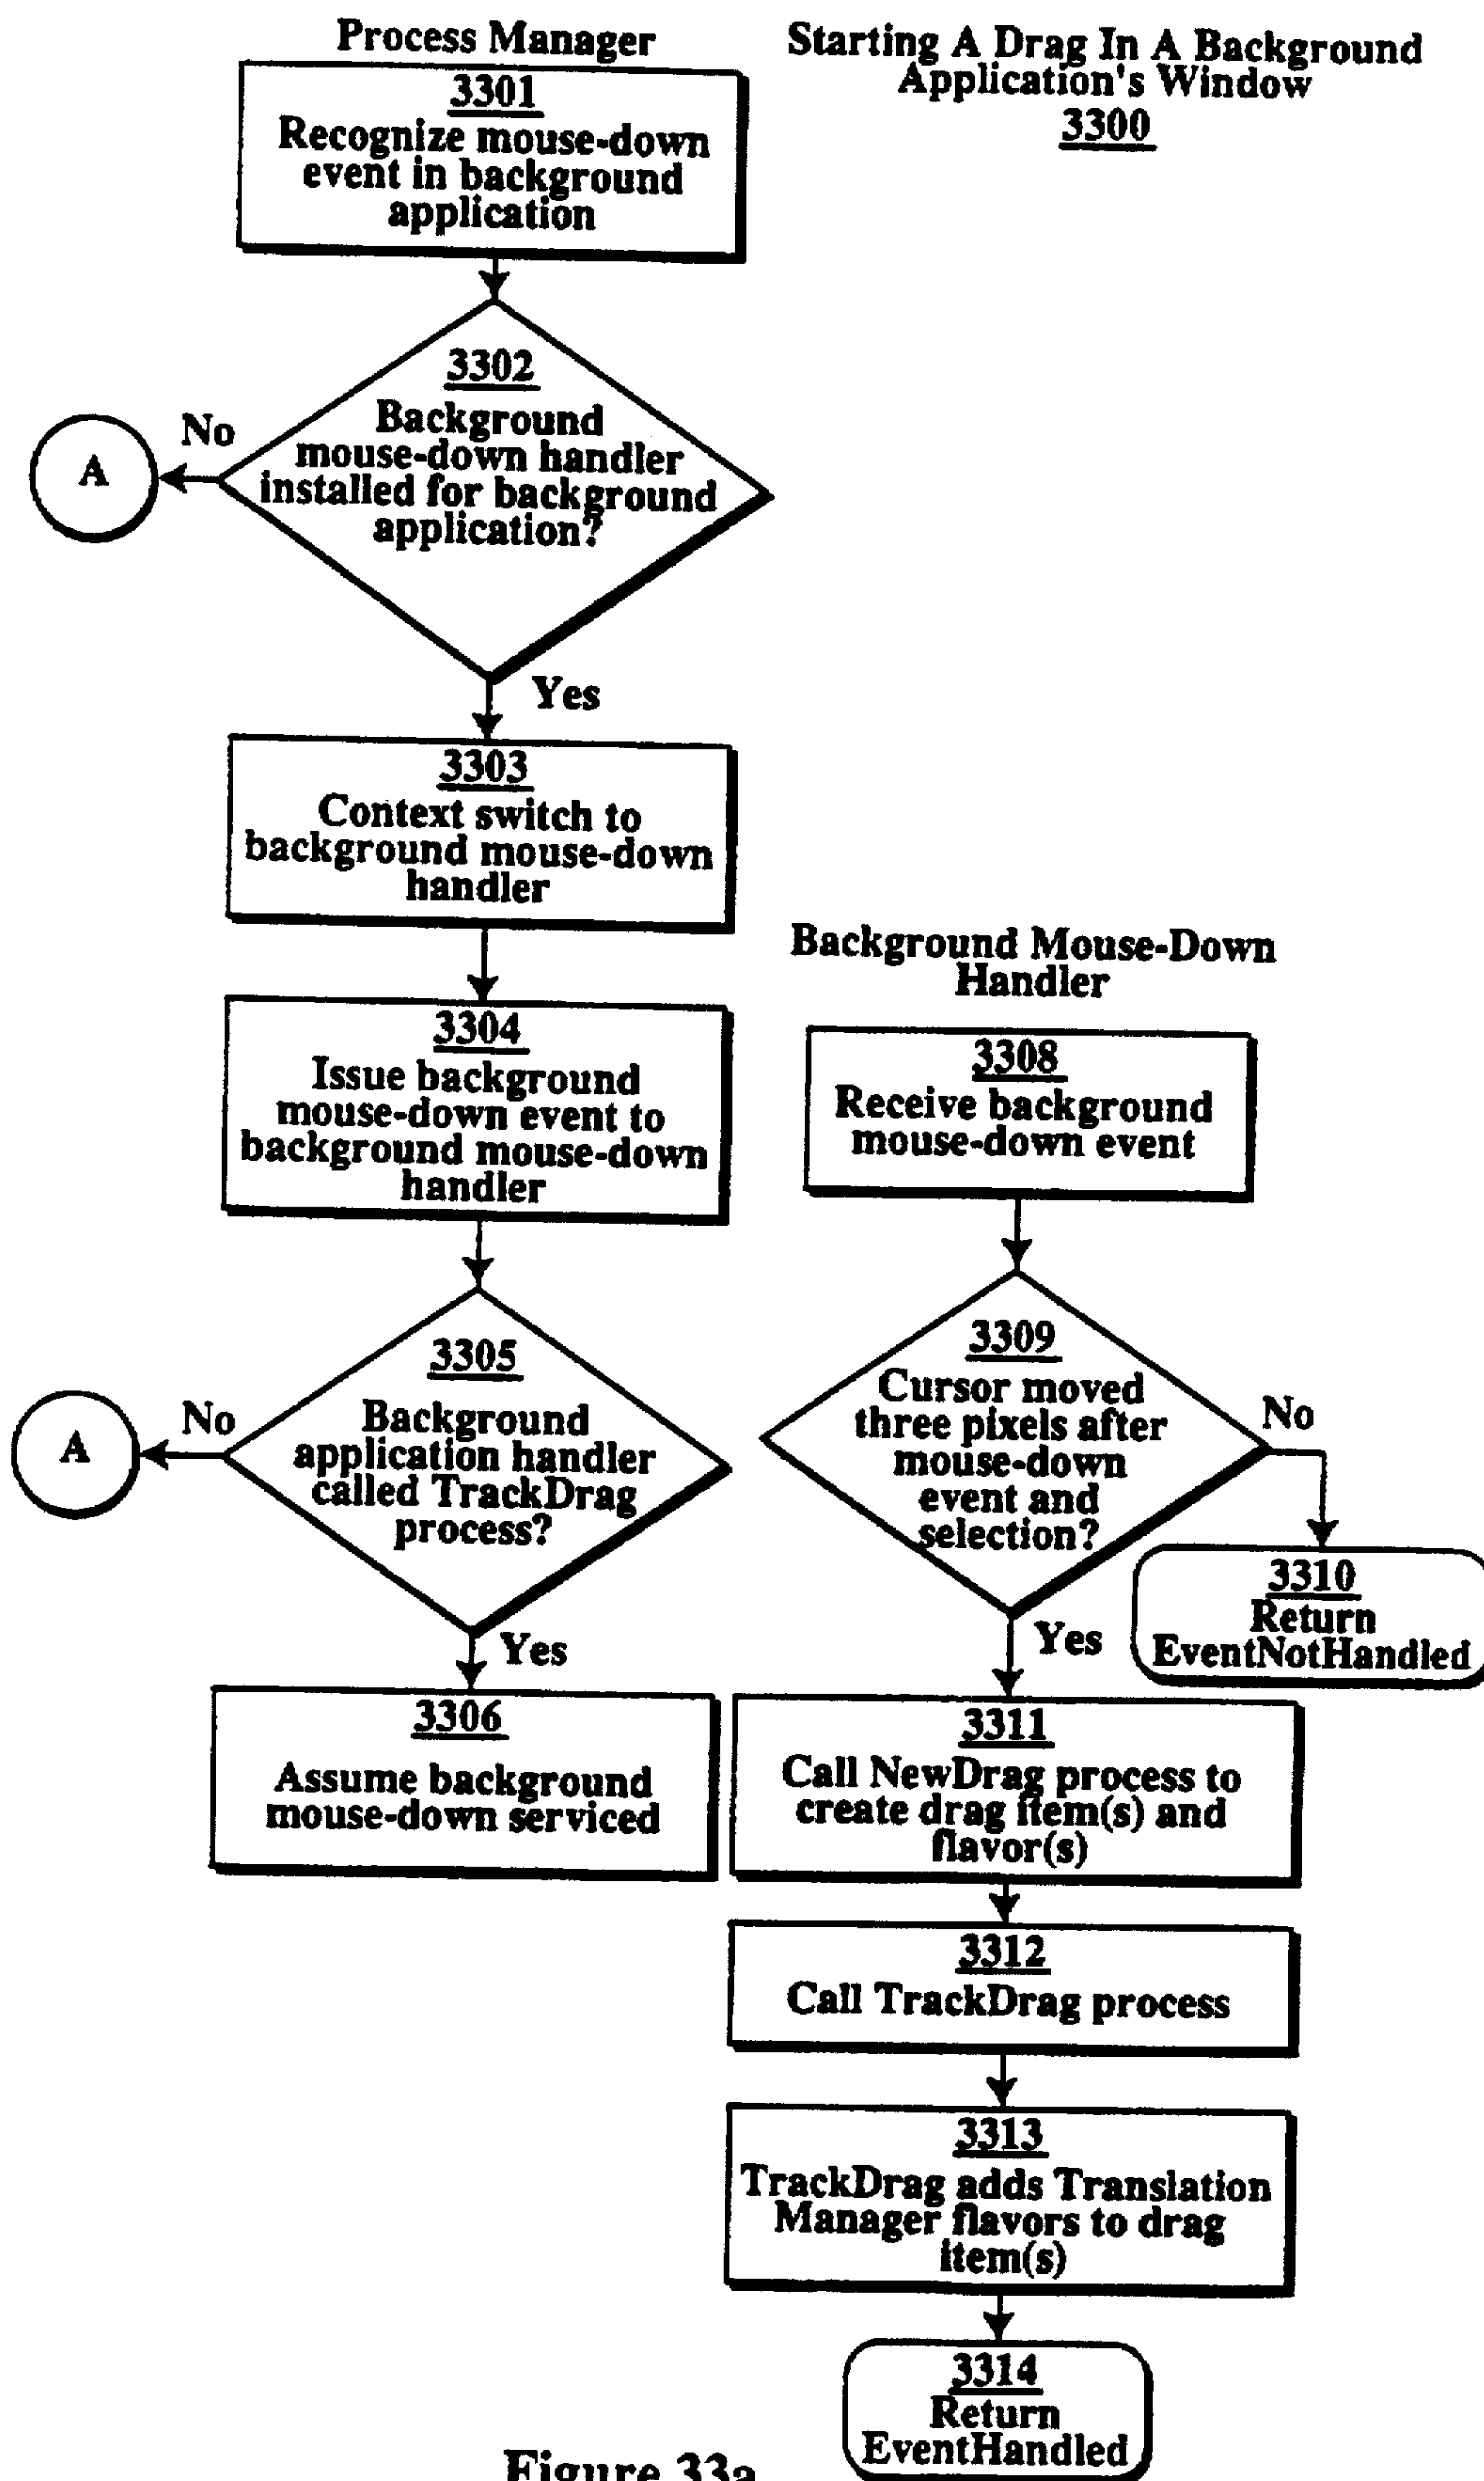 Process Manager
Starting A Drag In A Background
Application's Window
3300
3301
Recognize mouse-down
event in background
application
3302
Background
mouse-down handler
installed for background
application?
No
A
Yes
3303
Context switch to
background mouse-down
handler
3304
Issue background
mouse-down event to
background mouse-down
handler
3305
Background
application handler
called TrackDrag
process?
No
A
Yes
3306
Assume background
mouse-down serviced
Background Mouse-Down
Handler
3308
Receive background
mouse-down event
3309
Cursor moved
three pixels after
mouse-down
event and
selection?
No
3310
Return
EventNotHandled
Yes
3311
Call NewDrag process to
create drag item(s) and
flavor(s)
3312
Call TrackDrag process
3313
TrackDrag adds Translation
Manager flavors to drag
item(s)
3314
Return
EventHandled
Figure 33a